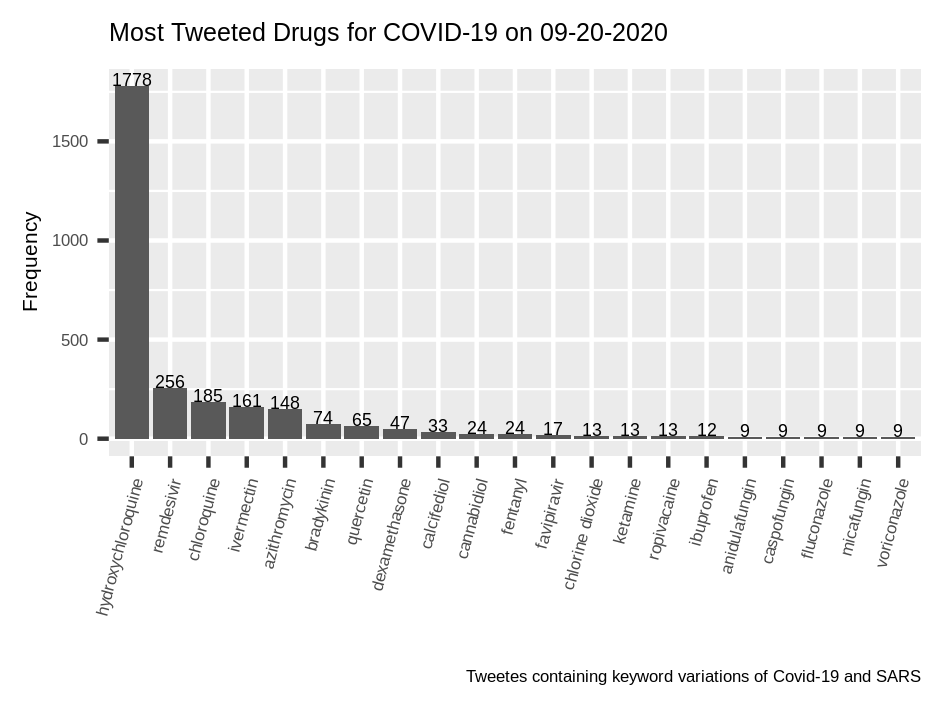 Most Tweeted Drugs for COVID-19 on 09-20-2020
1778
256
185
161
148
74
65
47
33
24
24
17
13
13
13
12
9
9
9
9
9
1500
1000
500
0
Frequency
hydroxychloroquine
remdesivir
chloroquine
ivermectin
azithromycin
bradykinin
quercetin
dexamethasone
calcifediol
cannabidiol
fentanyl
favipiravir
chlorine dioxide
ketamine
ropivacaine
ibuprofen
anidulafungin
caspofungin
fluconazole
micafungin
voriconazole
Tweetes containing keyword variations of Covid-19 and SARS